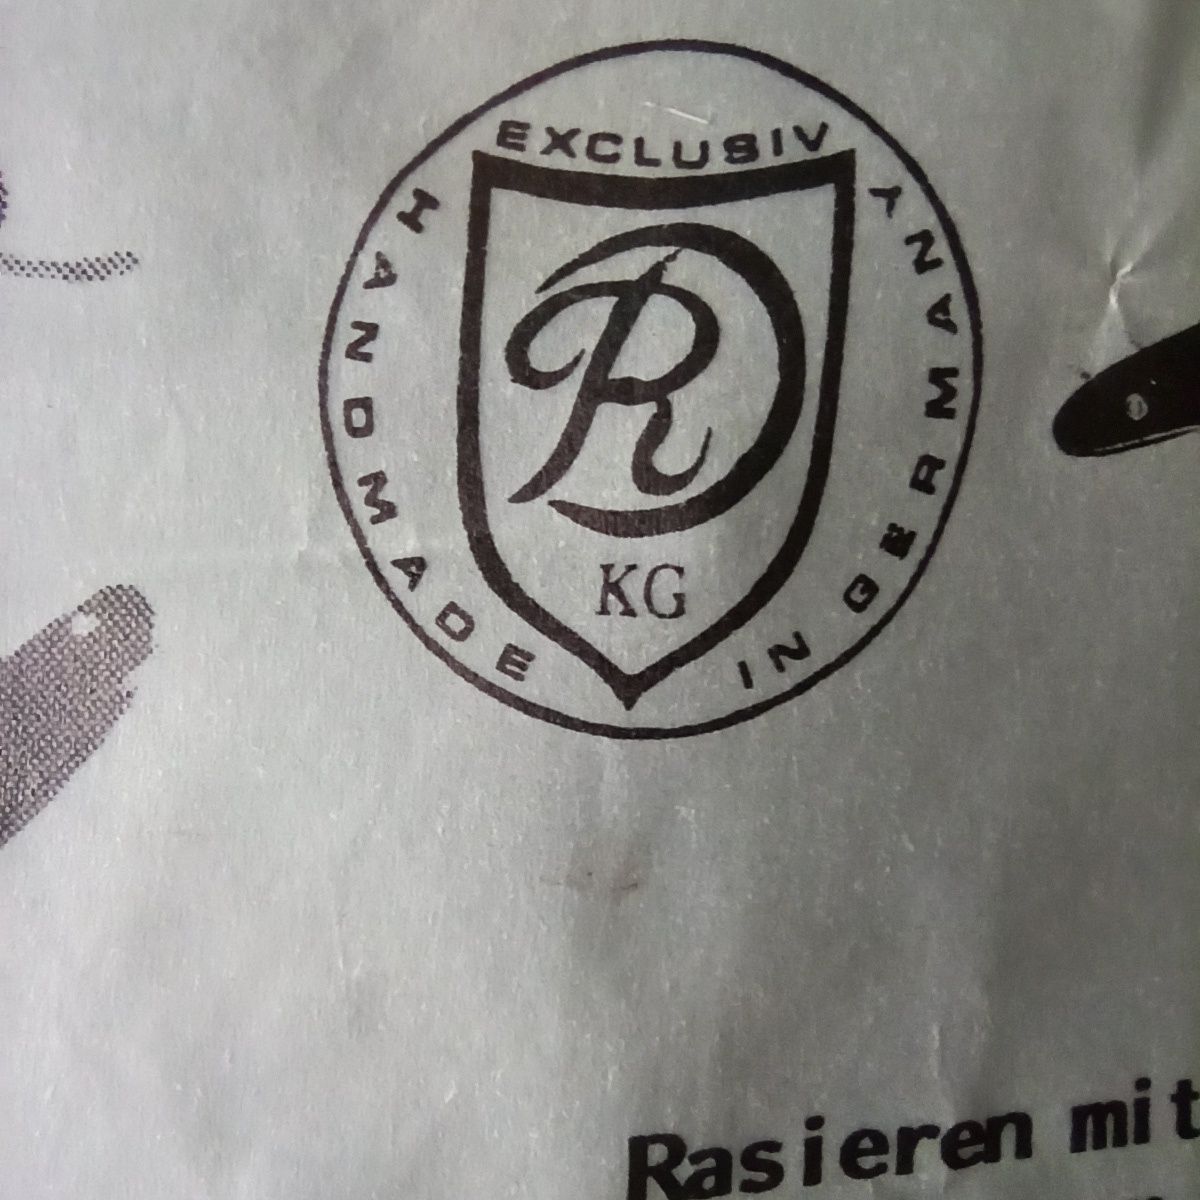 EXCLUSIV
HANDMADE
IN GERMANY
R
KG
Rasieren mit